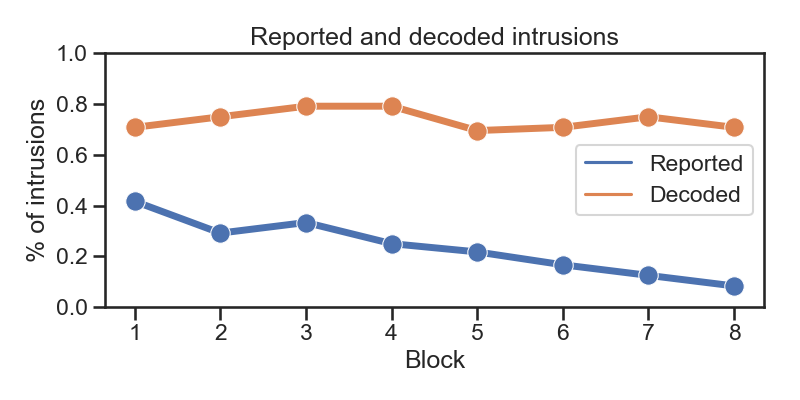 Reported and decoded intrusions
% of intrusions
1.0
0.8
0.6
0.4
0.2
0.0
Reported
Decoded
1 2 3 4 5 6 7 8
Block